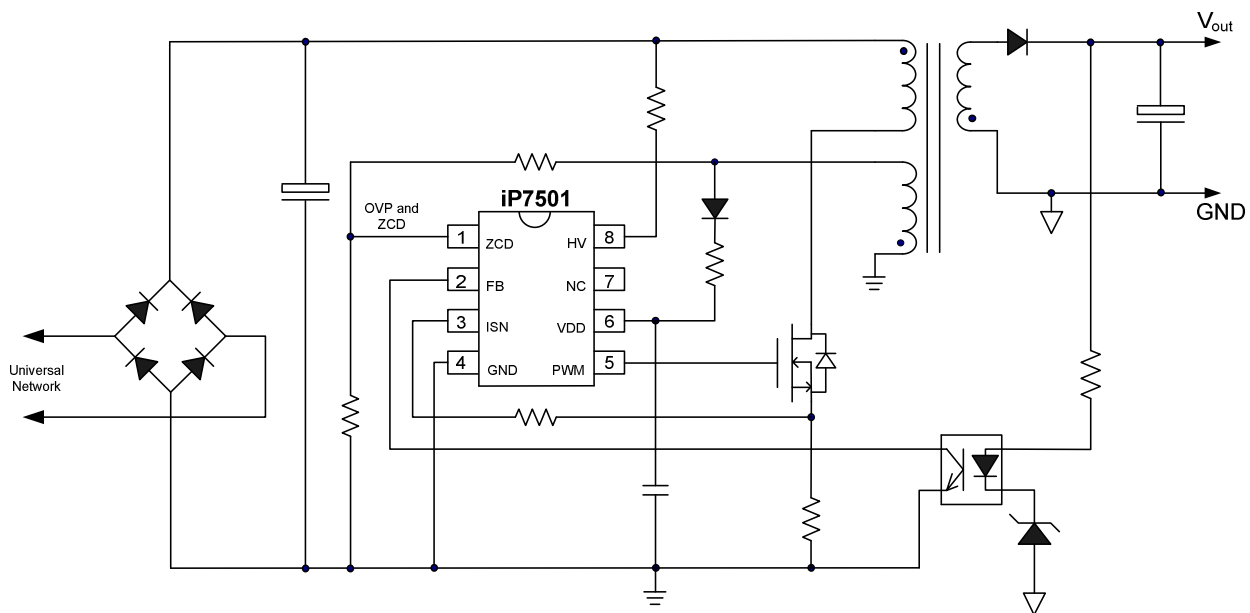 Vout
GND
iP7501
OVP and
ZCD
1 ZCD HV 8
2 FB NC 7
3 ISN VDD 6
4 GND PWM 5
Universal
Network